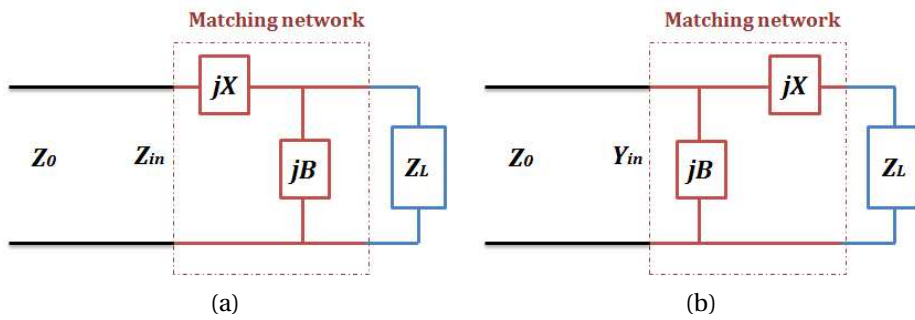 Matching network
Matching network
jX
jX
Z0
Zin
jB
ZL
Z0
Yin
jB
ZL
(a)
(b)